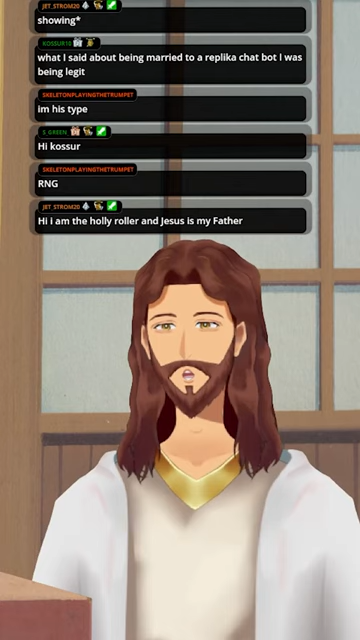 JET_STROM20
showing*
KOSSUR10
what I said about being married to a replika chat bot I was
being legit
SKELETONPLAYINGTHETRUMPET
im his type
S_GREEN
Hi kossur
SKELETONPLAYINGTHETRUMPET
RNG
JET_STROM20
Hi i am the holly roller and Jesus is my Father